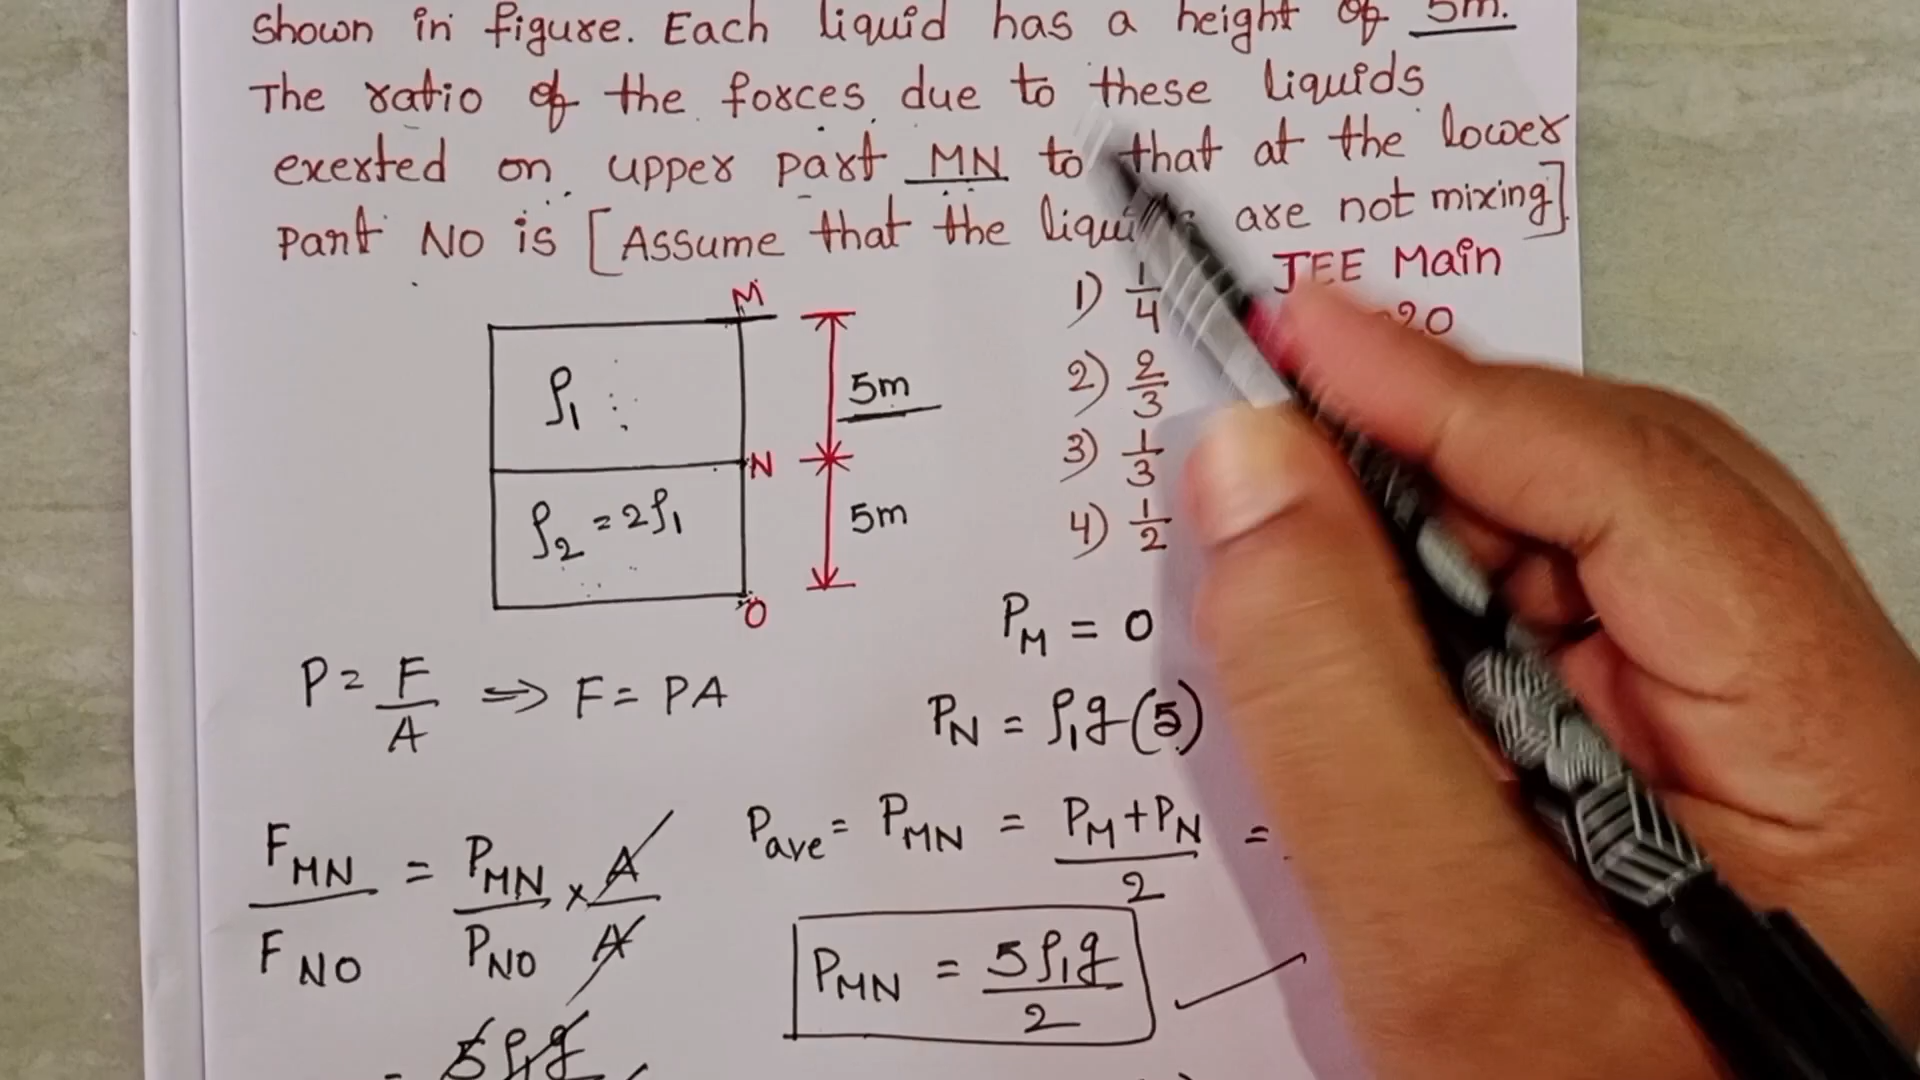 shown in figure. Each liquid has a height of 5m.
The ratio of the forces due to these liquids
exerted on upper part MN to that at the lower
part NO is [Assume that the are not mixing]
JEE Main
1) 1/4
2) 2/3
3) 1/3
4) 1/2
M
ρ1
5m
N
ρ2 = 2ρ1
5m
O
P = F/A ⇒ F = PA
PM = 0
PN = ρ1g(5)
Pave = PMN = (PM + PN)/2 =
FMN/FNO = PMN/PNO × A/A
PMN = 5ρ1g/2
= 5ρ1g